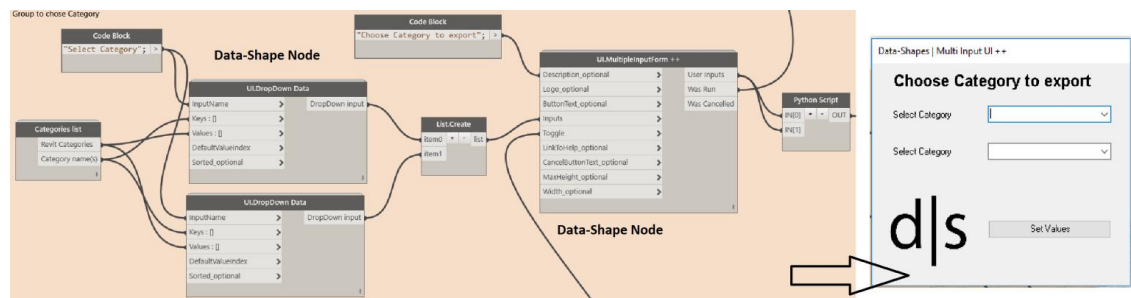 Group to chose Category
Code Block
"Select Category"; >
Data-Shape Node
UI.DropDown Data
InputName >
Keys : [] >
Values : [] >
DefaultValueIndex >
Sorted_optional >
DropDown input
Categories list
Revit Categories
Category name(s)
UI.DropDown Data
InputName >
Keys : [] >
Values : [] >
DefaultValueIndex >
Sorted_optional >
DropDown input
List.Create
item0 + - list
item1
Code Block
"Choose Category to export"; >
UI.MultipleInputForm ++
Description_optional >
Logo_optional >
ButtonText_optional >
Inputs >
Toggle >
LinkToHelp_optional >
CancelButtonText_optional >
MaxHeight_optional >
Width_optional >
User Inputs
Was Run
Was Cancelled
Data-Shape Node
Python Script
IN[0] + - OUT
IN[1]
Data-Shapes | Multi Input UI ++
Choose Category to export
Select Category
Select Category
d|s
Set Values